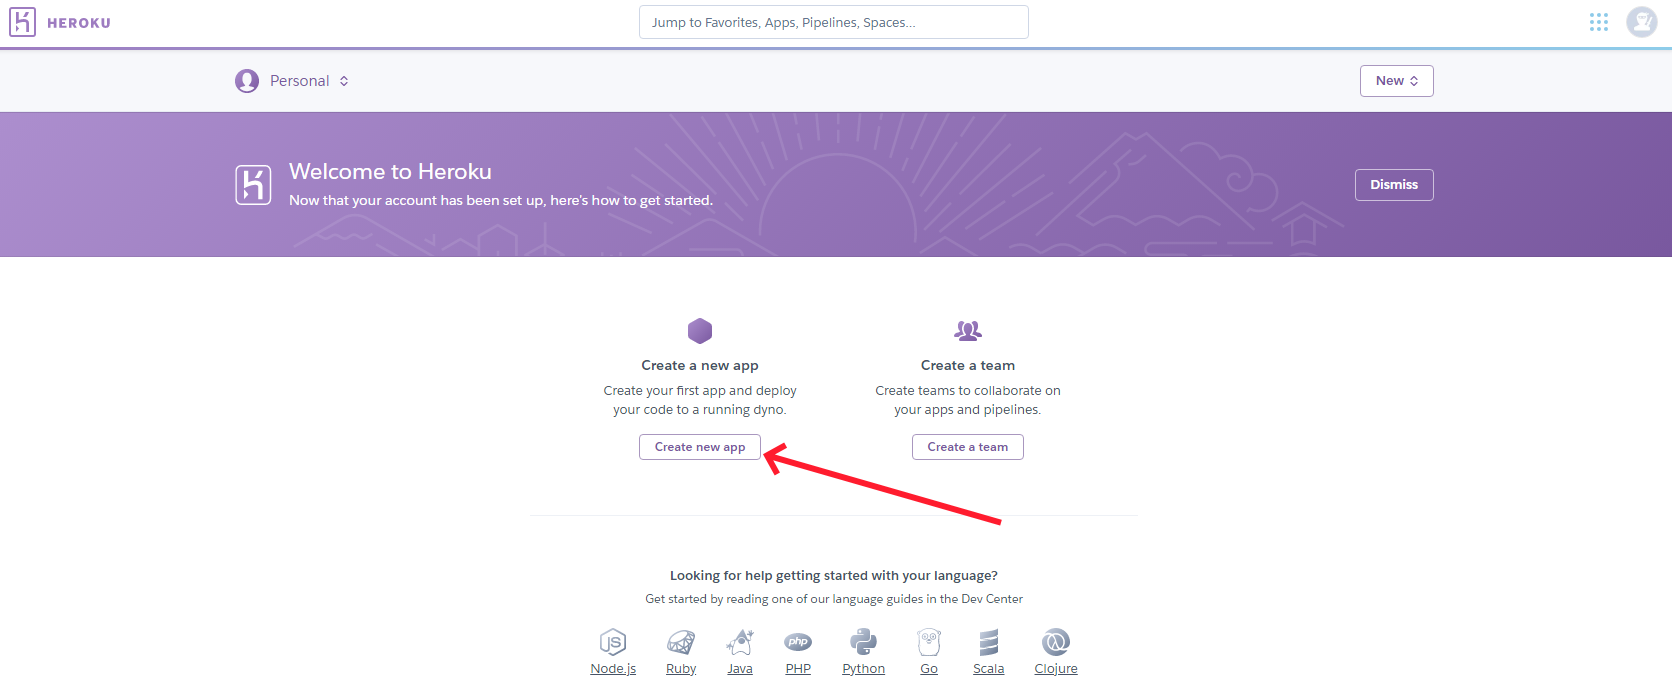 HEROKU
Jump to Favorites, Apps, Pipelines, Spaces...
Personal
New
Welcome to Heroku
Now that your account has been set up, here's how to get started.
Dismiss
Create a new app
Create your first app and deploy
your code to a running dyno.
Create new app
Create a team
Create teams to collaborate on
your apps and pipelines.
Create a team
Looking for help getting started with your language?
Get started by reading one of our language guides in the Dev Center
JS
php
Node.js
Ruby
Java
PHP
Python
Go
Scala
Clojure